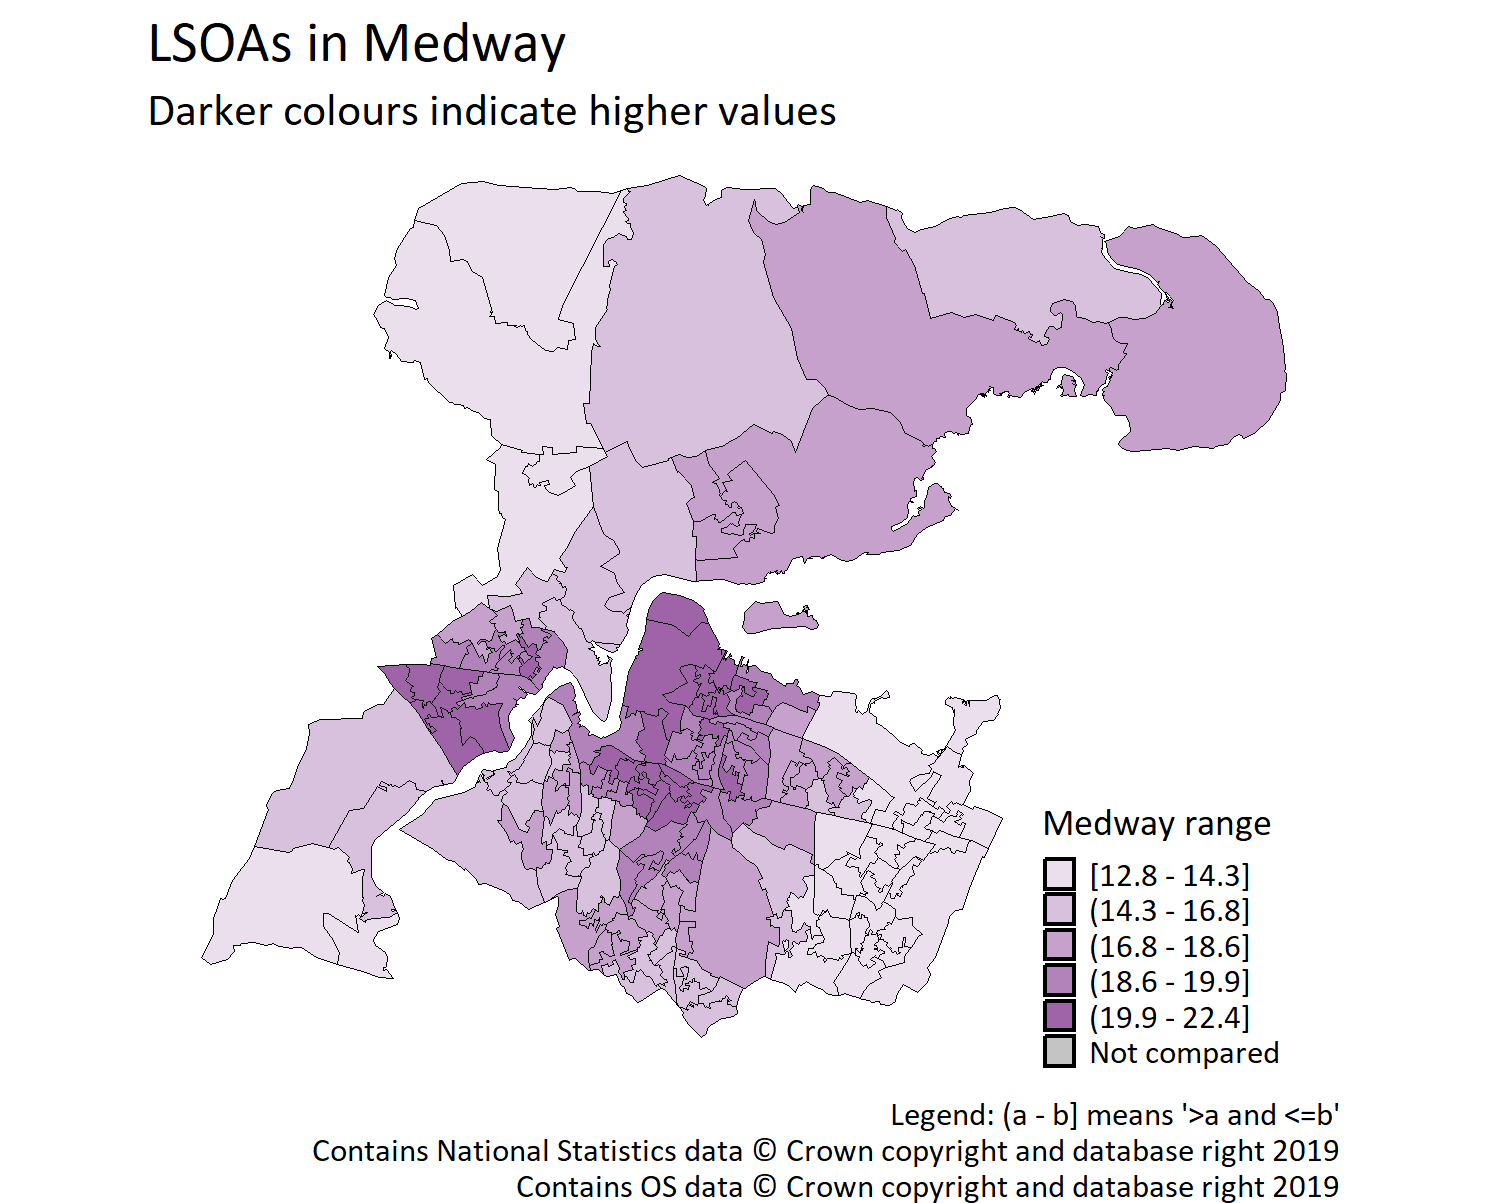 LSOAs in Medway
Darker colours indicate higher values
Medway range
[12.8 - 14.3]
(14.3 - 16.8]
(16.8 - 18.6]
(18.6 - 19.9]
(19.9 - 22.4]
Not compared
Legend: (a - b] means '>a and <=b'
Contains National Statistics data © Crown copyright and database right 2019
Contains OS data © Crown copyright and database right 2019